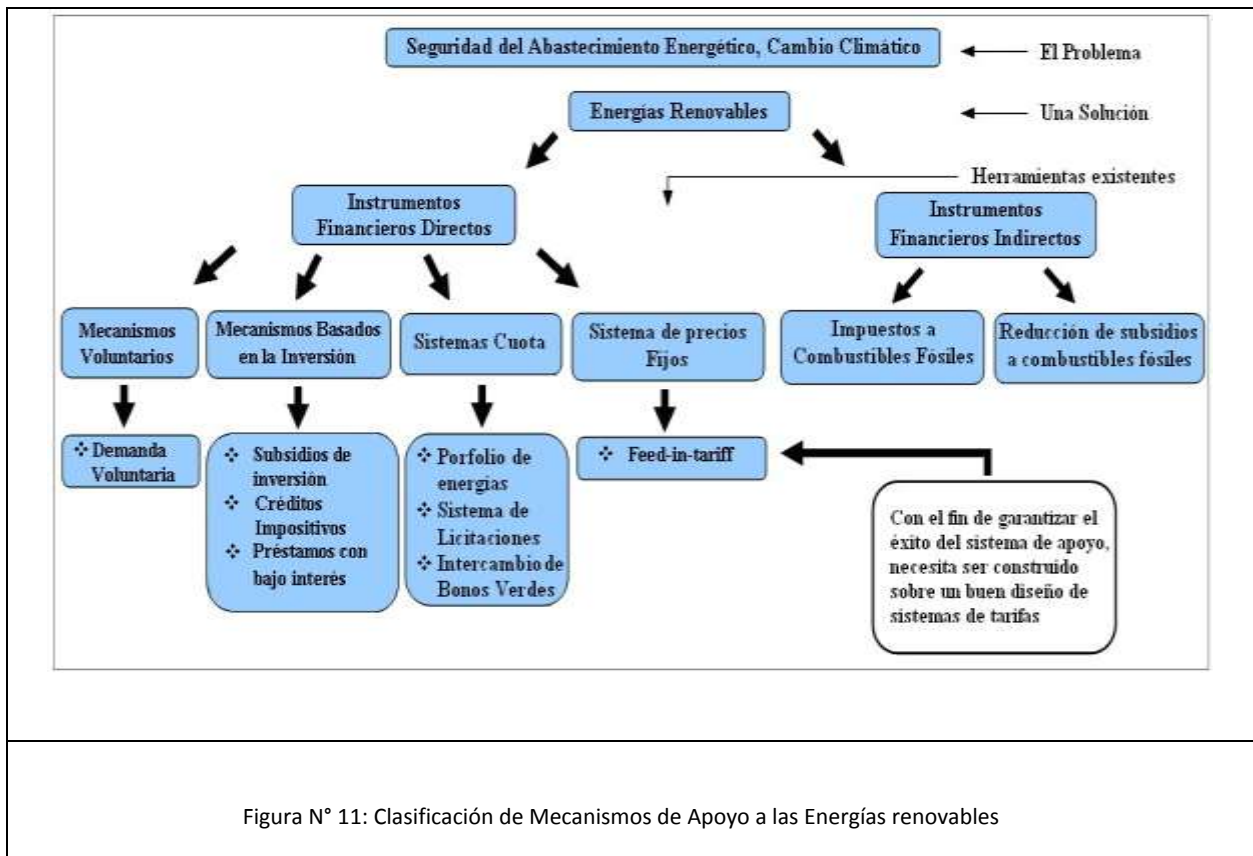 Seguridad del Abastecimiento Energético, Cambio Climático
El Problema
Energías Renovables
Una Solución
Herramientas existentes
Instrumentos
Financieros Directos
Instrumentos
Financieros Indirectos
Mecanismos
Voluntarios
Mecanismos Basados
en la Inversión
Sistemas Cuota
Sistema de precios
Fijos
Impuestos a
Combustibles Fósiles
Reducción de subsidios
a combustibles fósiles
❖ Demanda
Voluntaria
❖ Subsidios de
inversión
❖ Créditos
Impositivos
❖ Préstamos con
bajo interés
❖ Porfolio de
energías
❖ Sistema de
Licitaciones
❖ Intercambio de
Bonos Verdes
❖ Feed-in-tariff
Con el fin de garantizar el
éxito del sistema de apoyo,
necesita ser construido
sobre un buen diseño de
sistemas de tarifas
Figura N° 11: Clasificación de Mecanismos de Apoyo a las Energías renovables